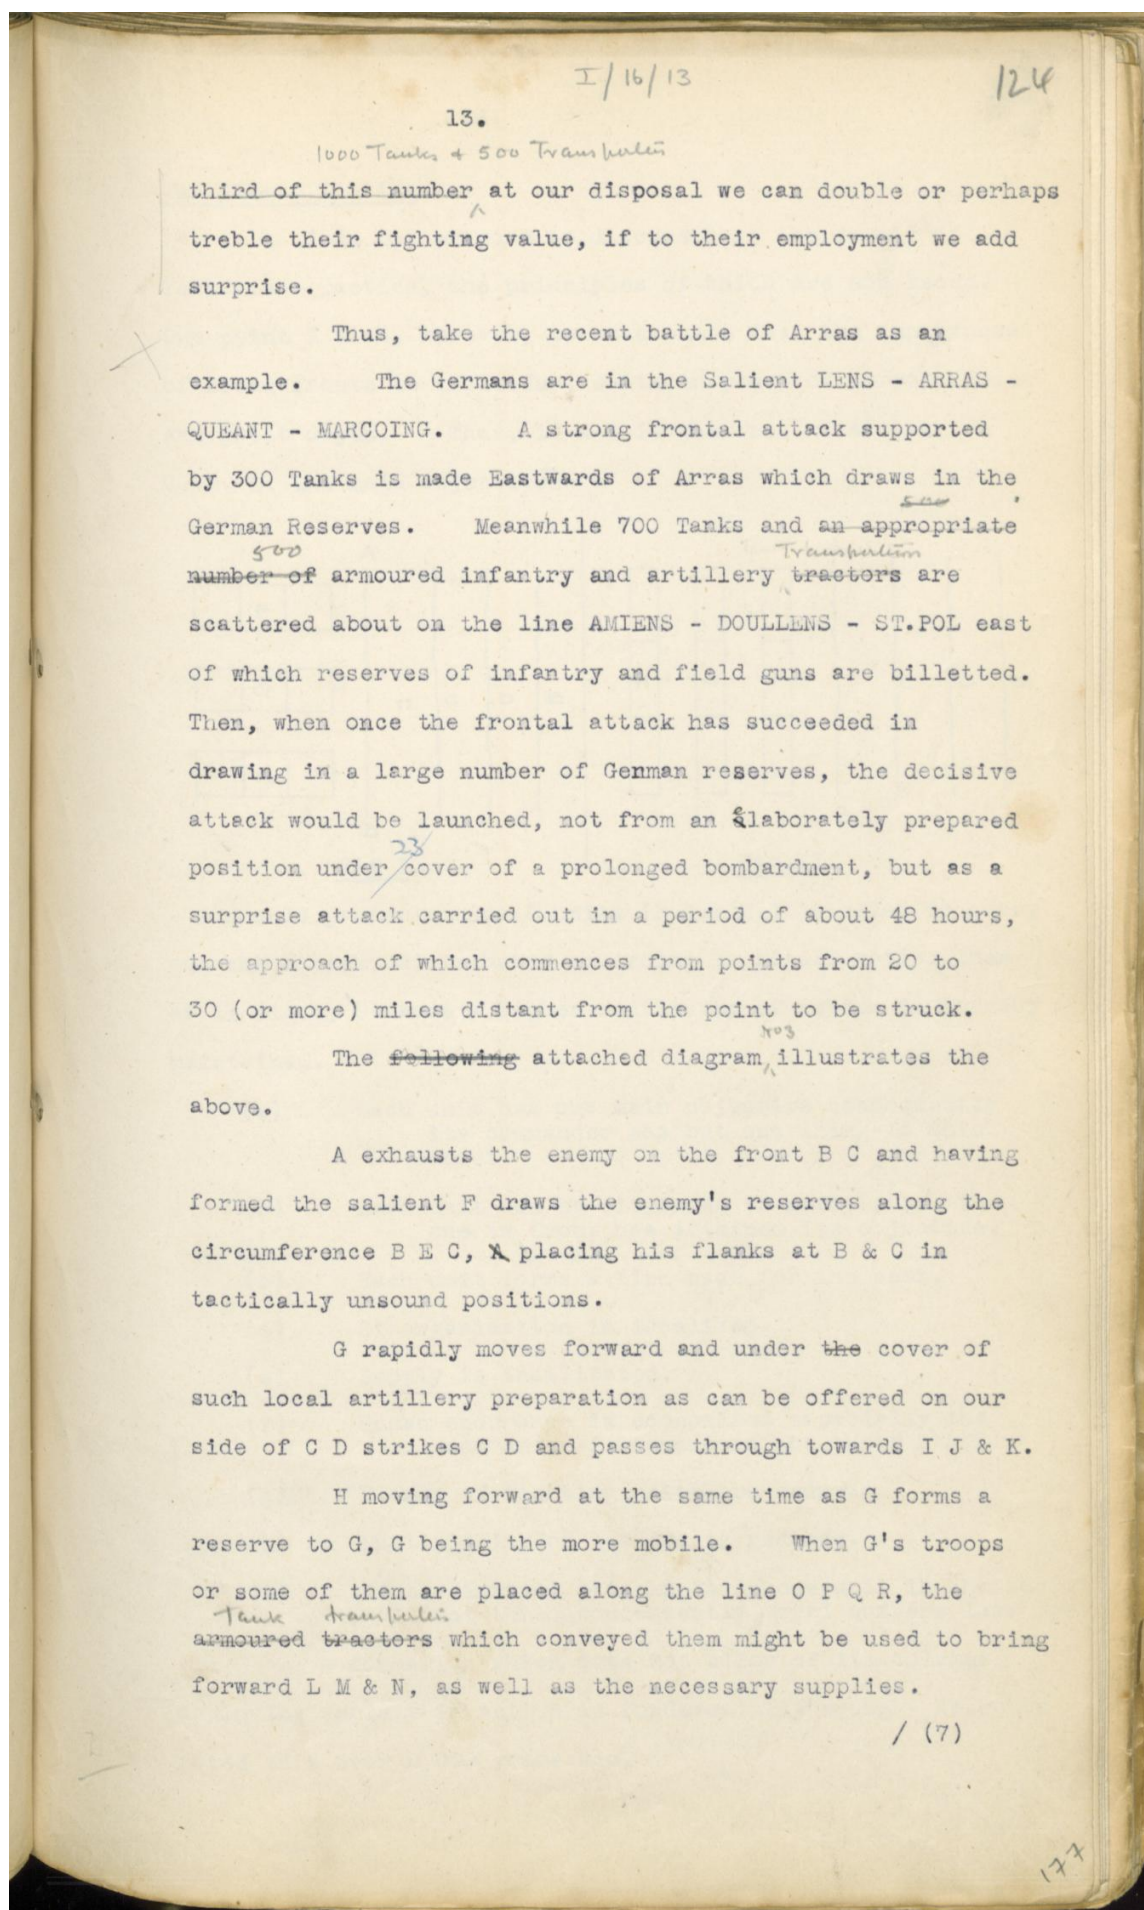 I/16/13
124
13.
1000 Tanks + 500 Transporters
third of this number at our disposal we can double or perhaps
treble their fighting value, if to their employment we add
surprise.
Thus, take the recent battle of Arras as an
example. The Germans are in the Salient LENS - ARRAS -
QUEANT - MARCOING. A strong frontal attack supported
by 300 Tanks is made Eastwards of Arras which draws in the
500
German Reserves. Meanwhile 700 Tanks and an appropriate
500 Transporters
number of armoured infantry and artillery tractors are
scattered about on the line AMIENS - DOULLENS - ST.POL east
of which reserves of infantry and field guns are billetted.
Then, when once the frontal attack has succeeded in
drawing in a large number of Genman reserves, the decisive
attack would be launched, not from an elaborately prepared
23
position under cover of a prolonged bombardment, but as a
surprise attack carried out in a period of about 48 hours,
the approach of which commences from points from 20 to
30 (or more) miles distant from the point to be struck.
No3
The following attached diagram, illustrates the
above.
A exhausts the enemy on the front B C and having
formed the salient F draws the enemy's reserves along the
circumference B E C, A placing his flanks at B & C in
tactically unsound positions.
G rapidly moves forward and under the cover of
such local artillery preparation as can be offered on our
side of C D strikes C D and passes through towards I J & K.
H moving forward at the same time as G forms a
reserve to G, G being the more mobile. When G's troops
or some of them are placed along the line O P Q R, the
Tank transporters
armoured tractors which conveyed them might be used to bring
forward L M & N, as well as the necessary supplies.
/ (7)
177